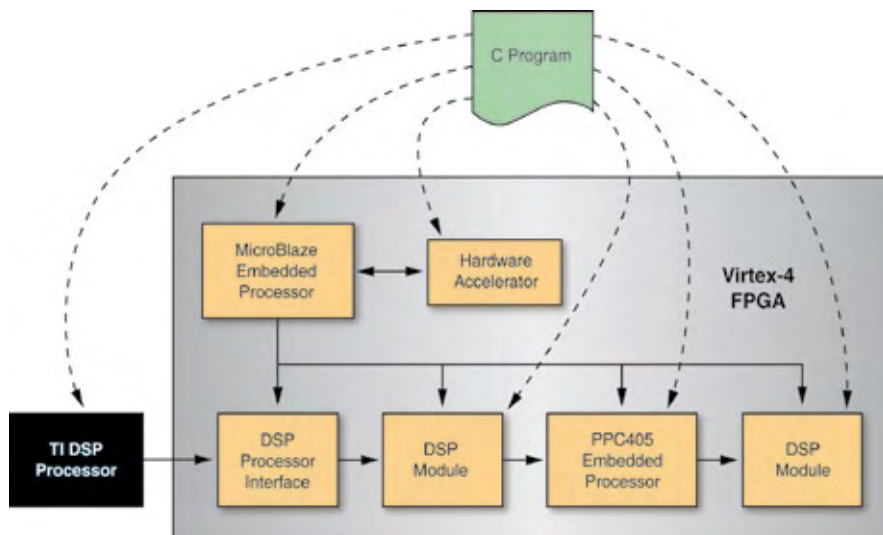 C Program
MicroBlaze
Embedded
Processor
Hardware
Accelerator
Virtex-4
FPGA
TI DSP
Processor
DSP
Processor
Interface
DSP
Module
PPC405
Embedded
Processor
DSP
Module